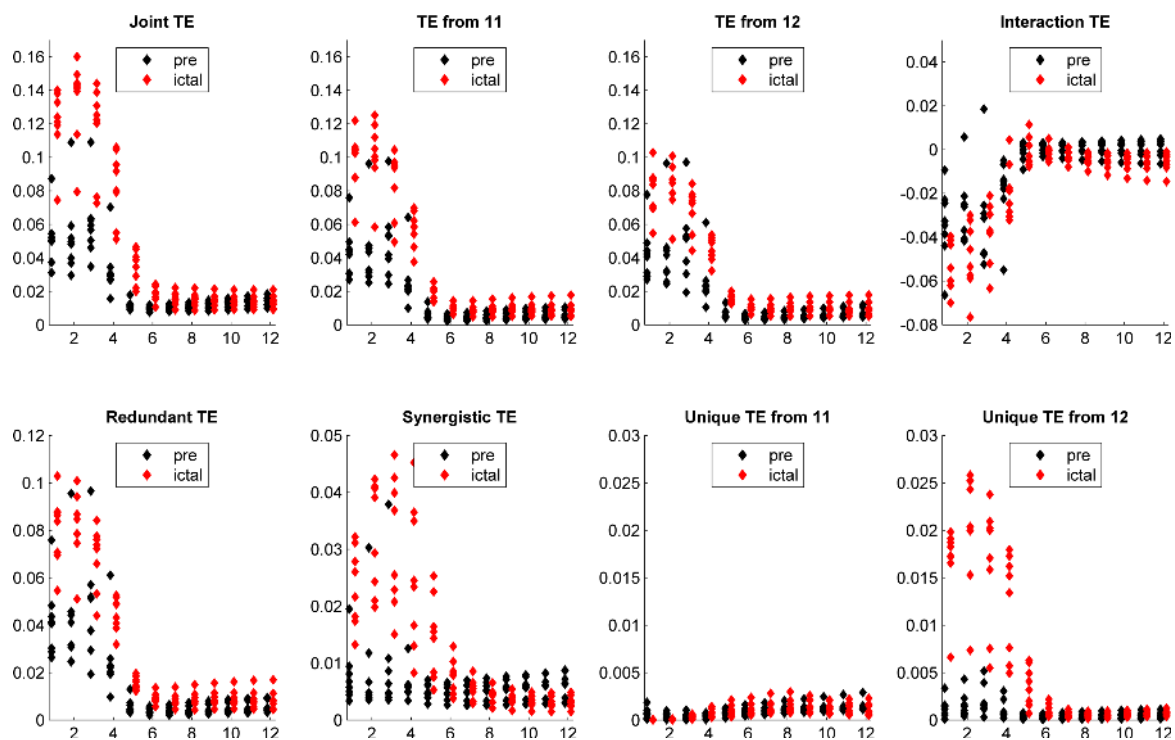 Joint TE
TE from 11
TE from 12
Interaction TE
0.16
0.14
0.12
0.1
0.08
0.06
0.04
0.02
0
2 4 6 8 10 12
pre
ictal
0.16
0.14
0.12
0.1
0.08
0.06
0.04
0.02
0
2 4 6 8 10 12
pre
ictal
0.16
0.14
0.12
0.1
0.08
0.06
0.04
0.02
0
2 4 6 8 10 12
pre
ictal
0.04
0.02
0
-0.02
-0.04
-0.06
-0.08
2 4 6 8 10 12
pre
ictal
Redundant TE
Synergistic TE
Unique TE from 11
Unique TE from 12
0.12
0.1
0.08
0.06
0.04
0.02
0
2 4 6 8 10 12
pre
ictal
0.05
0.04
0.03
0.02
0.01
0
2 4 6 8 10 12
pre
ictal
0.03
0.025
0.02
0.015
0.01
0.005
0
2 4 6 8 10 12
pre
ictal
0.03
0.025
0.02
0.015
0.01
0.005
0
2 4 6 8 10 12
pre
ictal